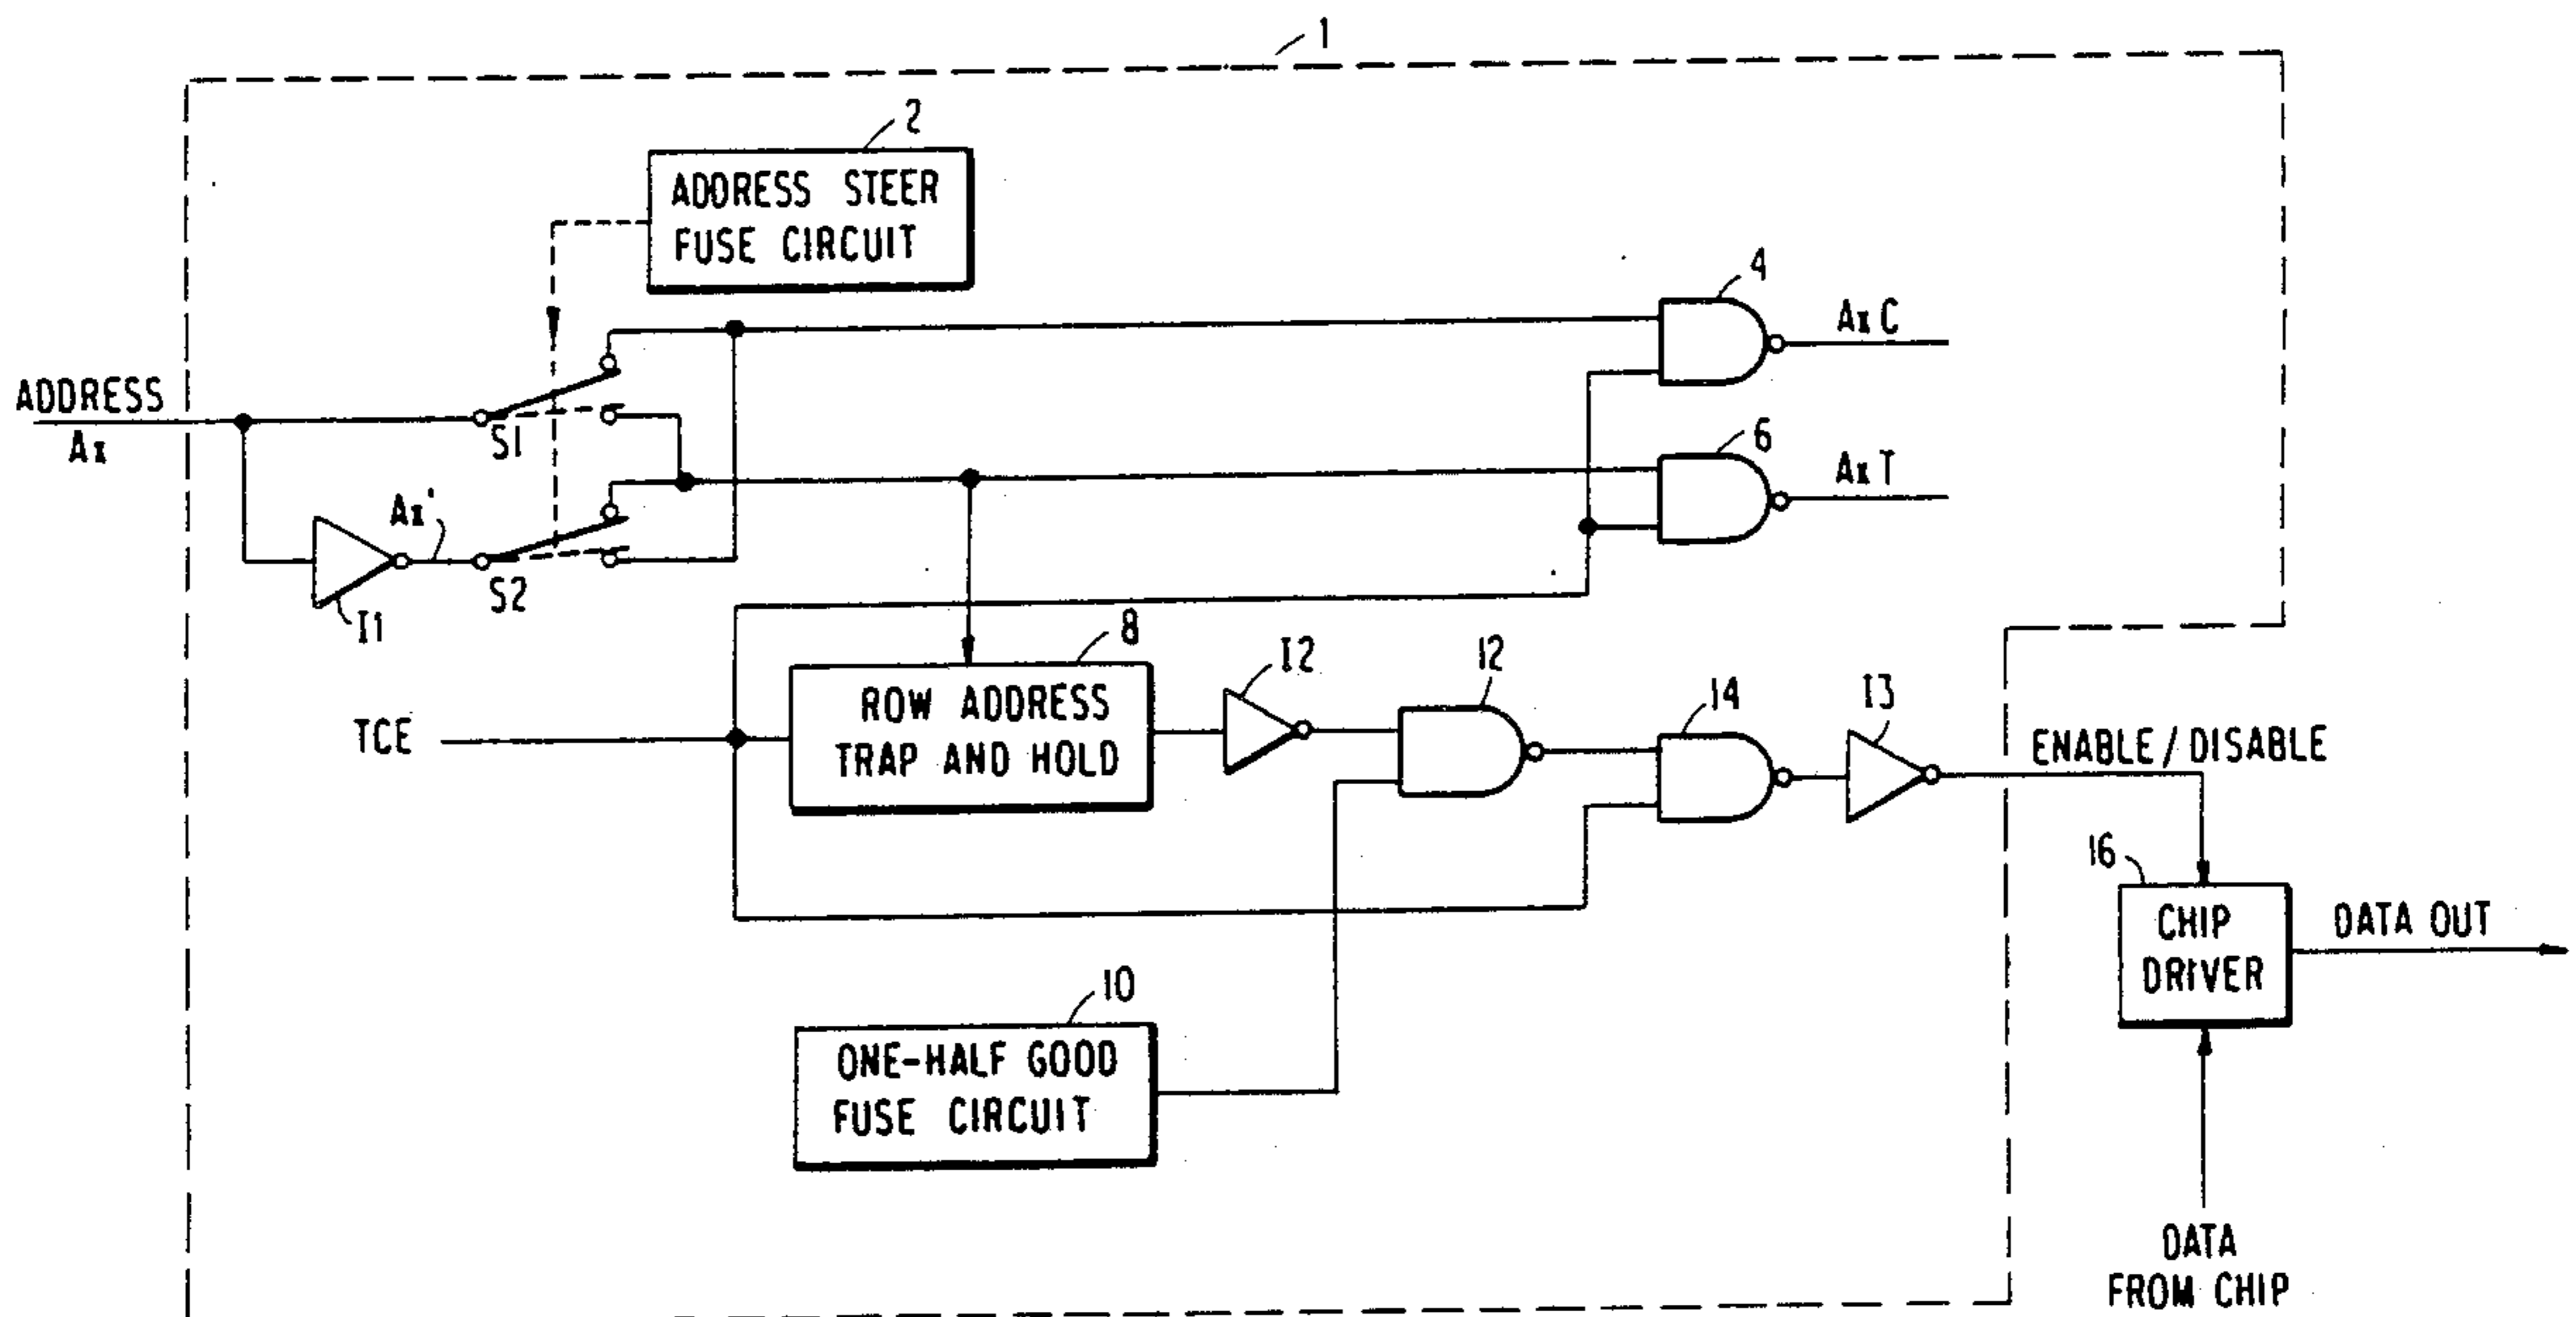 1
2
ADDRESS STEER
FUSE CIRCUIT
4
AxC
ADDRESS
Ax
S1
6
AxT
Ax'
S2
I1
8
ROW ADDRESS
TRAP AND HOLD
TCE
I2
12
14
I3
ENABLE/DISABLE
16
CHIP
DRIVER
DATA OUT
10
ONE-HALF GOOD
FUSE CIRCUIT
DATA
FROM CHIP